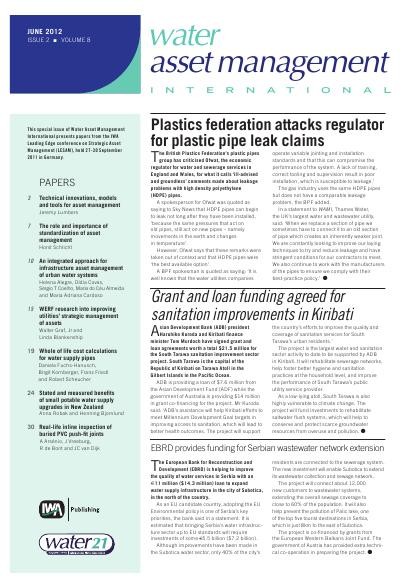 JUNE 2012
ISSUE 2 ■ VOLUME 8
water
asset management
INTERNATIONAL
This special issue of Water Asset Management
International presents papers from the IWA
Leading Edge conference on Strategic Asset
Management (LESAM), held 27-30 September
2011 in Germany.
PAPERS
2 Technical innovations, models
and tools for asset management
Jeremy Lumbers
7 The role and importance of
standardization of asset
management
Heint Schlicht
10 An integrated approach for
infrastructure asset management
of urban water systems
Helena Alegre, Dídia Covas,
Sérgio T Coelho, Maria do Céu Almeida
and Maria Adriana Cardoso
15 WERF research into improving
utilities' strategic management
of assets
Walter Graf, Jr and
Linda Blankenship
19 Whole of life cost calculations
for water supply pipes
Daniele Fuchs-Hanusch,
Birgit Kornberger, Franz Friedl
and Robert Scheucher
24 Stated and measured benefits
of small potable water supply
upgrades in New Zealand
Anna Robak and Henning Bjornlund
30 Real-life inline inspection of
buried PVC push-fit joints
A Arsénio, J Vreeburg,
R de Bont and JC van Dijk
IWA Publishing
water21
Plastics federation attacks regulator
for plastic pipe leak claims
The British Plastics Federation's plastic pipes
group has criticised Ofwat, the economic
regulator for water and sewerage services in
England and Wales, for what it calls 'ill-advised
and groundless' comments made about leakage
problems with high density polyethylene
(HDPE) pipes.
A spokesperson for Ofwat was quoted as
saying to Sky News that HDPE pipes can begin
to leak not long after they have been installed,
'because the same pressures that act on
old pipes, still act on new pipes – namely
movements in the earth and changes
in temperature'.
However, Ofwat says that these remarks were
taken out of context and that HDPE pipes were
'the best available option'.
A BPF spokesperson is quoted as saying: 'It is
well known that the water utilities currently
operate variable jointing and installation
standards and that this can compromise the
performance of the system. A lack of training,
correct tooling and supervision result in poor
installation, which is susceptible to leakage.'
The gas industry uses the same HDPE pipes
but does not have a comparable leakage
problem, the BPF added.
In a statement to WAMI, Thames Water,
the UK's largest water and wastewater utility,
said: 'When we replace a section of pipe we
sometimes have to connect it to an old section
of pipe which creates an inherently weaker joint.
We are constantly looking to improve our laying
techniques to try and reduce leakage and have
stringent conditions for our contractors to meet.
We also continue to work with the manufacturers
of the pipes to ensure we comply with their
best-practice policy.' ●
Grant and loan funding agreed for
sanitation improvements in Kiribati
Asian Development Bank (ADB) president
Haruhiko Kuroda and Kiribati finance
minister Tom Murdoch have signed grant and
loan agreements worth a total $21.5 million for
the South Tarawa sanitation improvement sector
project. South Tarawa is the capital of the
Republic of Kiribati on Tarawa Atoll in the
Gilbert Islands in the Pacific Ocean.
ADB is providing a loan of $7.6 million from
the Asian Development Fund (ADF) while the
government of Australia is providing $14 million
in grant co-financing for the project. Mr Kuroda
said: 'ADB's assistance will help Kiribati efforts to
meet Millennium Development Goal targets in
improving access to sanitation, which will lead to
better health outcomes. The project will support
the country's efforts to improve the quality and
coverage of sanitation services for South
Tarawa's urban residents.'
The project is the largest water and sanitation
sector activity to date to be supported by ADB
in Kiribati. It will rehabilitate sewerage networks,
help foster better hygiene and sanitation
practices at the household level, and improve
the performance of South Tarawa's public
utility service provider.
As a low-lying atoll, South Tarawa is also
highly vulnerable to climate change. The
project will fund investments to rehabilitate
saltwater flush systems, which will help to
conserve and protect scarce groundwater
resources from overuse and pollution. ●
EBRD provides funding for Serbian wastewater network extension
The European Bank for Reconstruction and
Development (EBRD) is helping to improve
the quality of water services in Serbia with an
€11 million ($14.3 million) loan to expand
water supply infrastructure in the city of Subotica,
in the north of the country.
As an EU candidate country, adopting the EU
Environmental policy is one of Serbia's key
priorities, the bank said in a statement. It is
estimated that bringing Serbia's water infrastruc-
ture sector up to EU standards will require
investments of some €5.5 billion ($7.2 billion).
Although improvements have been made in
the Subotica water sector, only 40% of the city's
residents are connected to the sewerage system.
The new investment will enable Subotica to extend
its wastewater collection and sewage network.
The project will connect about 12,000
new customers to wastewater systems,
extending the overall sewage coverage to
close to 60% of the population. It will also
help prevent the pollution of Palic lake, one
of the top five tourist destinations in Serbia,
which is just 8km to the east of Subotica.
The project is co-financed by grants from
the European Western Balkans Joint Fund. The
government of Austria has provided extra techni-
cal co-operation in preparing the project. ●